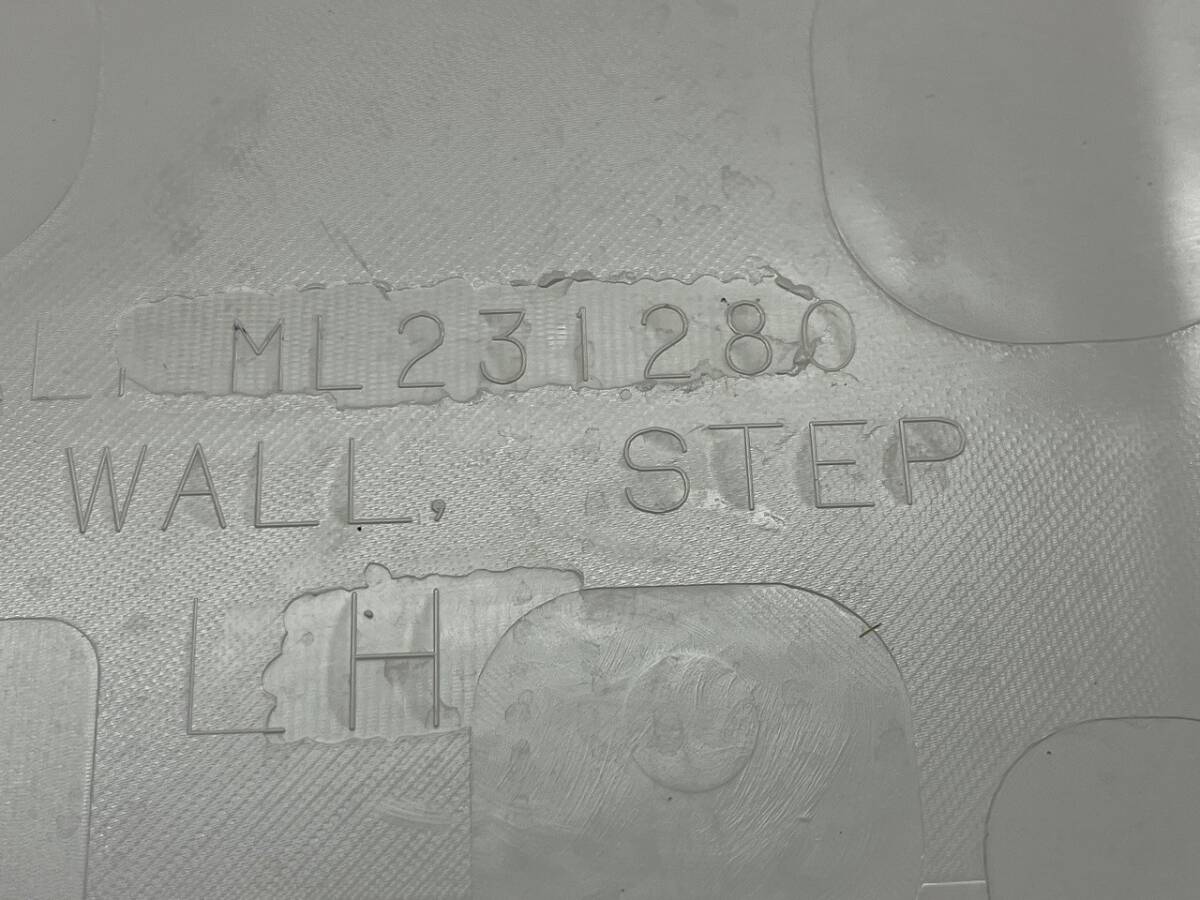 L, ML231280
WALL, STEP
LH